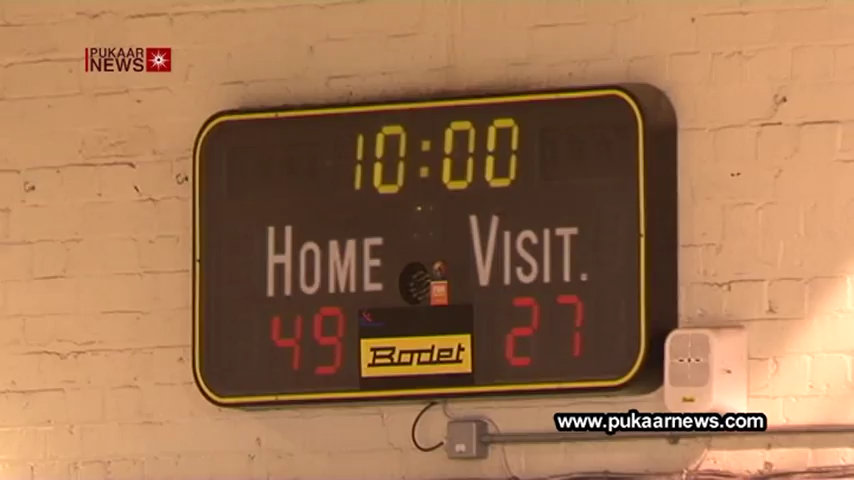 PUKAAR
NEWS
10:00
HOME VISIT.
49 27
Bodet
www.pukaarnews.com